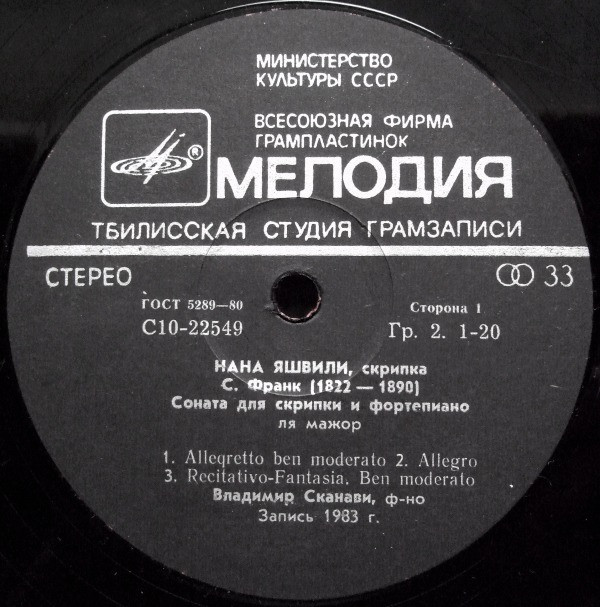 МИНИСТЕРСТВО
КУЛЬТУРЫ СССР
ВСЕСОЮЗНАЯ ФИРМА
ГРАМПЛАСТИНОК
®
МЕЛОДИЯ
ТБИЛИССКАЯ СТУДИЯ ГРАМЗАПИСИ
СТЕРЕО
33
ГОСТ 5289—80
Сторона 1
С10-22549
Гр. 2. 1-20
НАНА ЯШВИЛИ, скрипка
С. Франк (1822 — 1890)
Соната для скрипки и фортепиано
ля мажор
1. Allegretto ben moderato 2. Allegro
3. Recitativo-Fantasia. Ben moderato
Владимир Сканави, ф-но
Запись 1983 г.